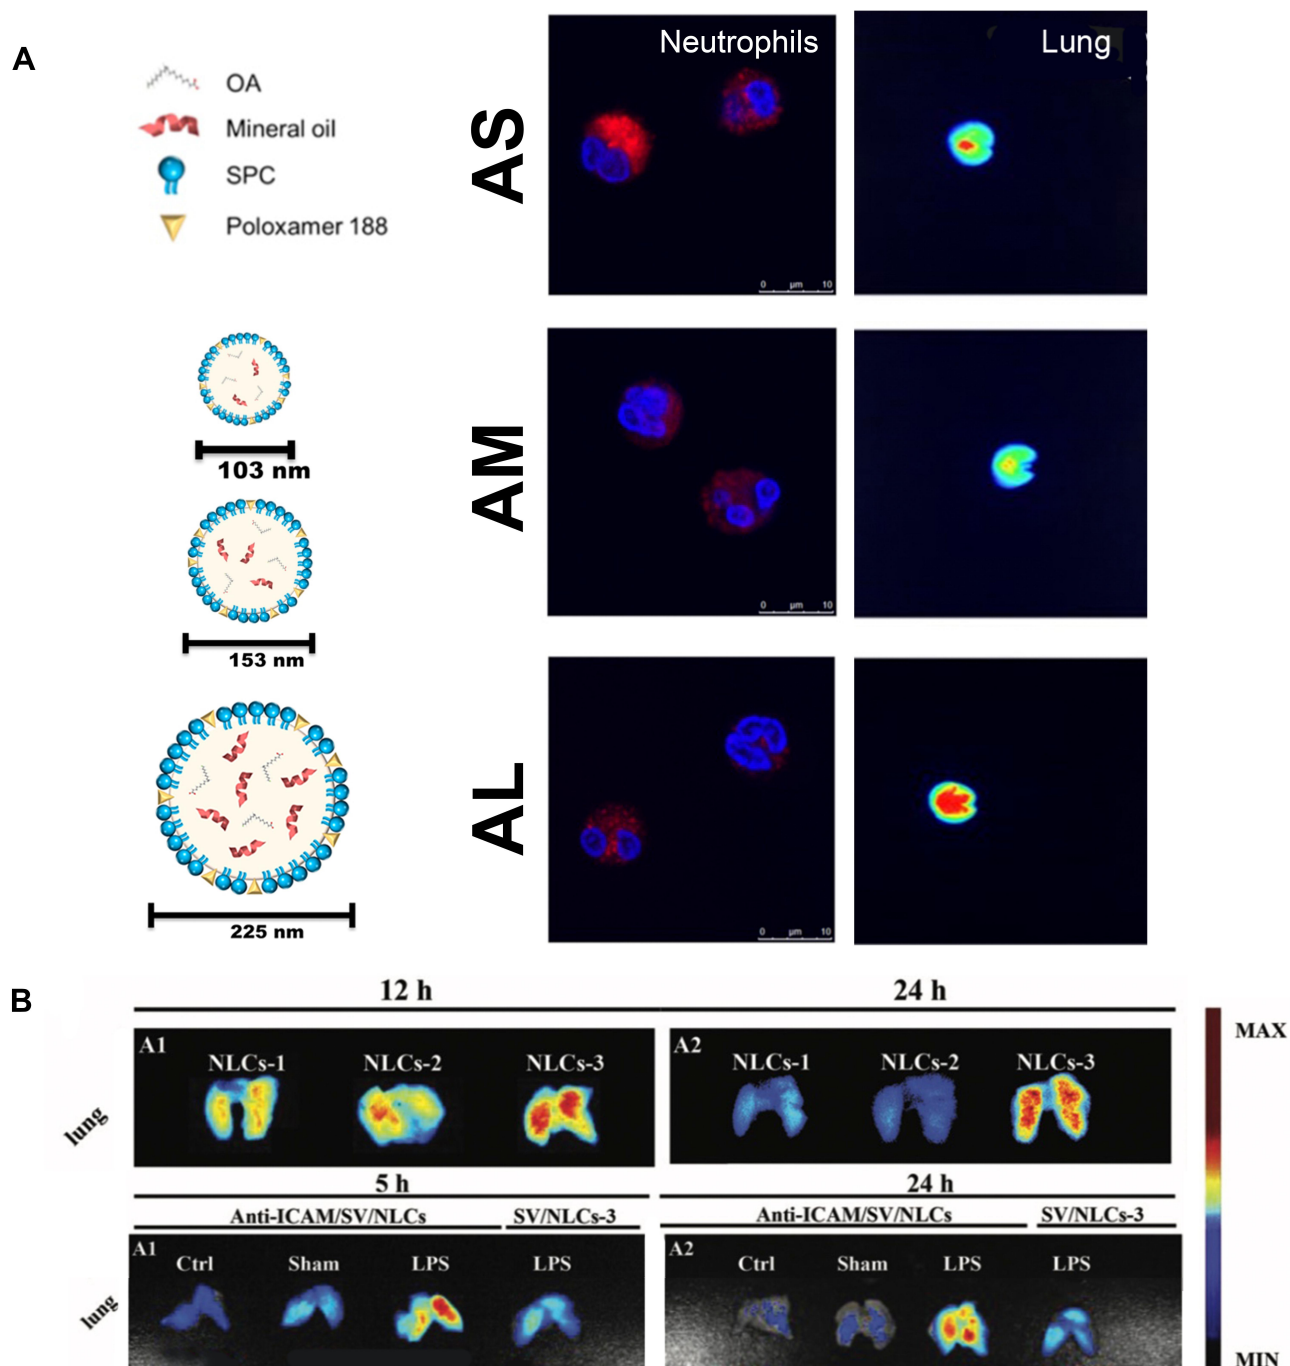 A
OA
Mineral oil
SPC
Poloxamer 188
103 nm
153 nm
225 nm
Neutrophils
Lung
AS
0 µm 10
AM
0 µm 10
AL
0 µm 10
B
12 h
24 h
A1
NLCs-1
NLCs-2
NLCs-3
A2
NLCs-1
NLCs-2
NLCs-3
lung
5 h
24 h
Anti-ICAM/SV/NLCs
SV/NLCs-3
Anti-ICAM/SV/NLCs
SV/NLCs-3
A1
Ctrl
Sham
LPS
LPS
A2
Ctrl
Sham
LPS
LPS
lung
MAX
MIN